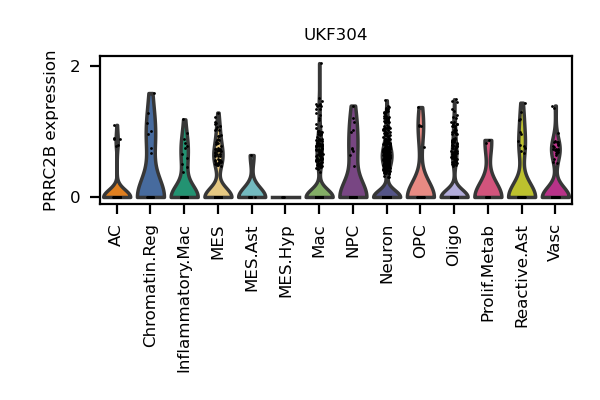 UKF304
PRRC2B expression
2
0
AC
Chromatin.Reg
Inflammatory.Mac
MES
MES.Ast
MES.Hyp
Mac
NPC
Neuron
OPC
Oligo
Prolif.Metab
Reactive.Ast
Vasc